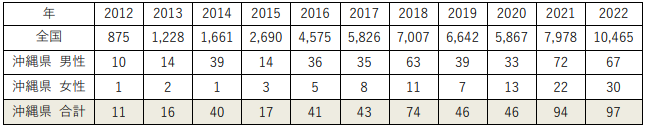 年 2012 2013 2014 2015 2016 2017 2018 2019 2020 2021 2022
全国 875 1,228 1,661 2,690 4,575 5,826 7,007 6,642 5,867 7,978 10,465
沖縄県 男性 10 14 39 14 36 35 63 39 33 72 67
沖縄県 女性 1 2 1 3 5 8 11 7 13 22 30
沖縄県 合計 11 16 40 17 41 43 74 46 46 94 97